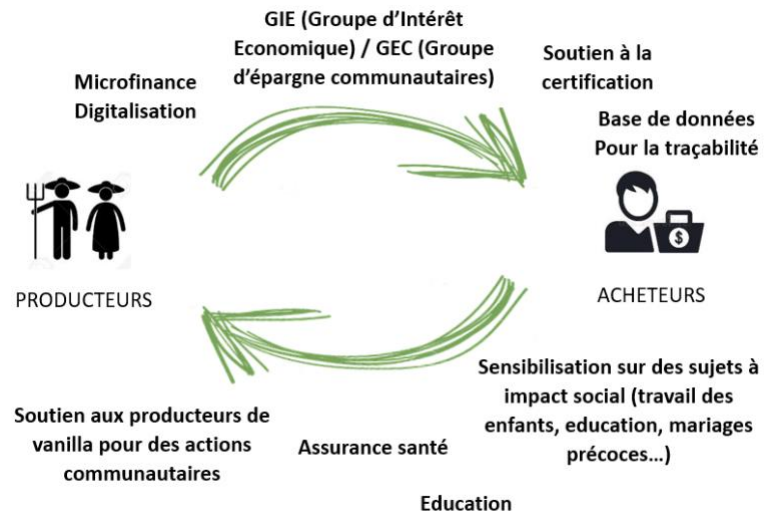 GIE (Groupe d’Intérêt
Economique) / GEC (Groupe
d’épargne communautaires)
Soutien à la
certification
Microfinance
Digitalisation
Base de données
Pour la traçabilité
$
PRODUCTEURS
ACHETEURS
Sensibilisation sur des sujets à
impact social (travail des
enfants, education, mariages
précoces…)
Soutien aux producteurs de
vanilla pour des actions
communautaires
Assurance santé
Education